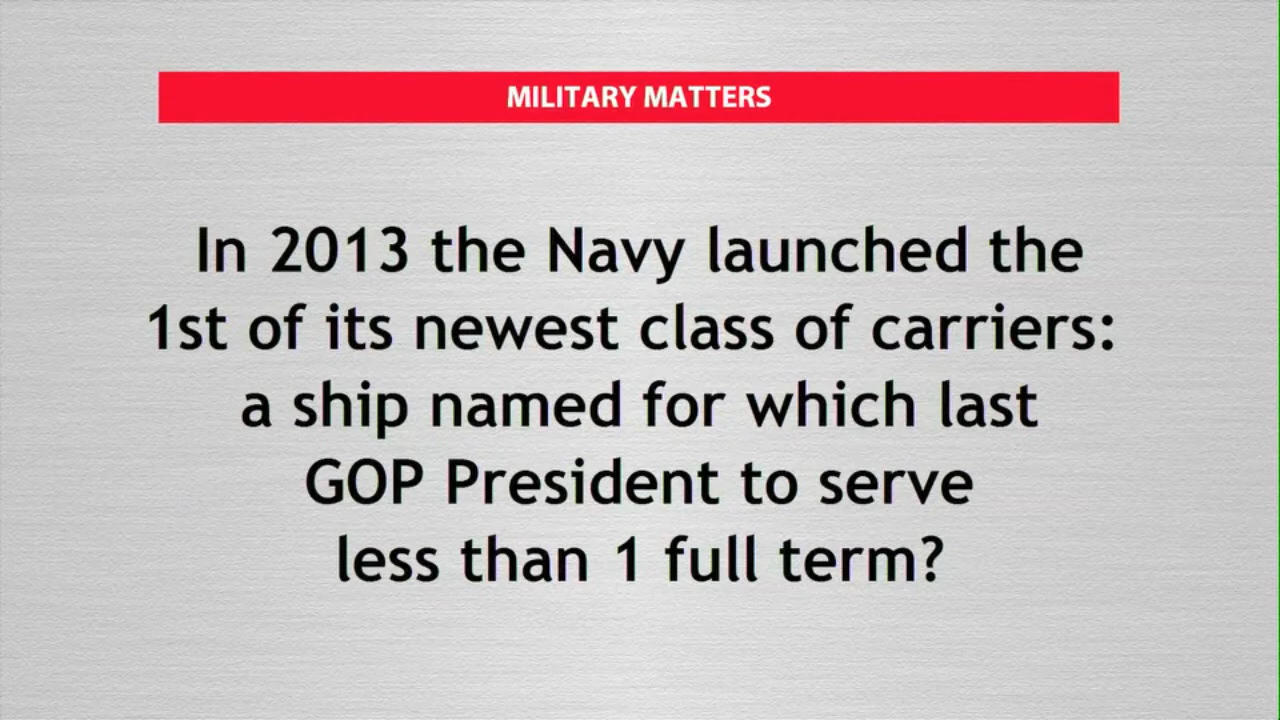 MILITARY MATTERS
In 2013 the Navy launched the
1st of its newest class of carriers:
a ship named for which last
GOP President to serve
less than 1 full term?